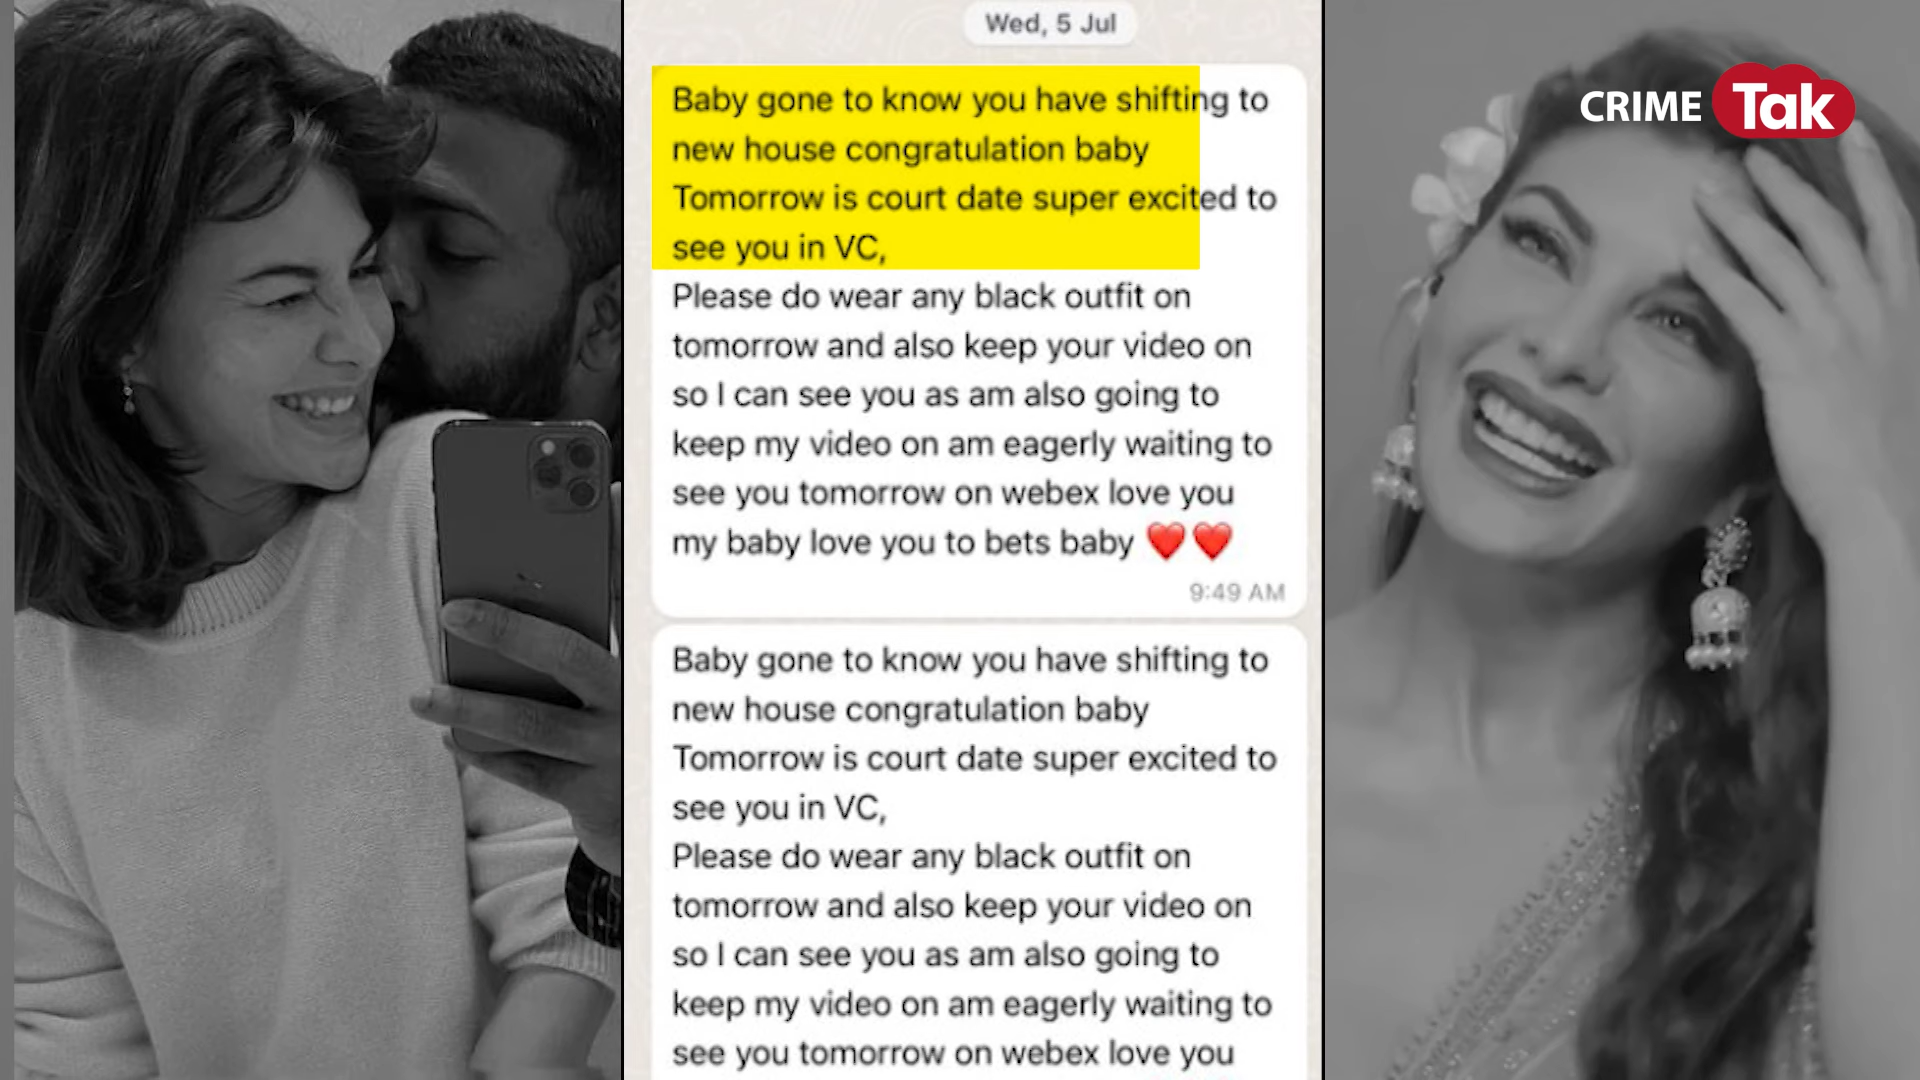 Wed, 5 Jul
Baby gone to know you have shifting to
new house congratulation baby
Tomorrow is court date super excited to
see you in VC,
Please do wear any black outfit on
tomorrow and also keep your video on
so I can see you as am also going to
keep my video on am eagerly waiting to
see you tomorrow on webex love you
my baby love you to bets baby ❤️❤️
9:49 AM
Baby gone to know you have shifting to
new house congratulation baby
Tomorrow is court date super excited to
see you in VC,
Please do wear any black outfit on
tomorrow and also keep your video on
so I can see you as am also going to
keep my video on am eagerly waiting to
see you tomorrow on webex love you
CRIME Tak